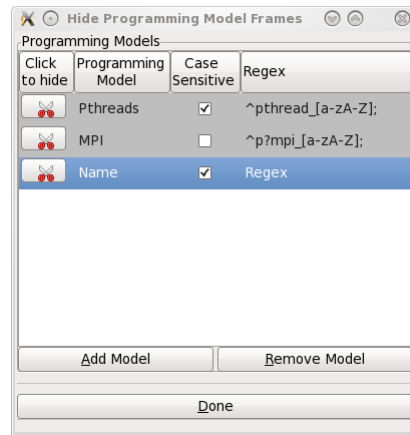 Hide Programming Model Frames
Programming Models
Click to hide Programming Model Case Sensitive Regex
Pthreads ^pthread_[a-zA-Z];
MPI ^p?mpi_[a-zA-Z];
Name Regex
Add Model Remove Model
Done